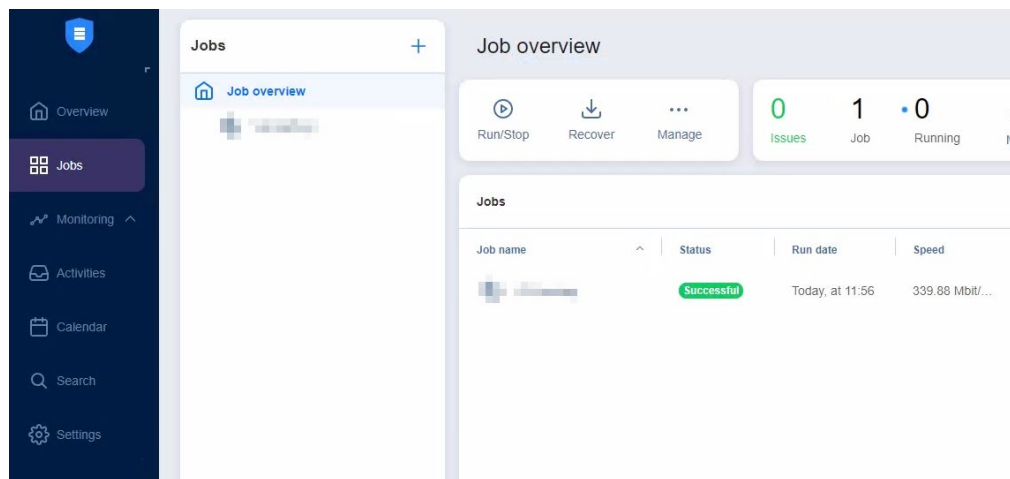 Jobs
Job overview
Overview
Jobs
Monitoring
Activities
Calendar
Search
Settings
Job overview
Run/Stop
Recover
Manage
0
Issues
1
Job
0
Running
Jobs
Job name
Status
Run date
Speed
Successful
Today, at 11:56
339.88 Mbit/...